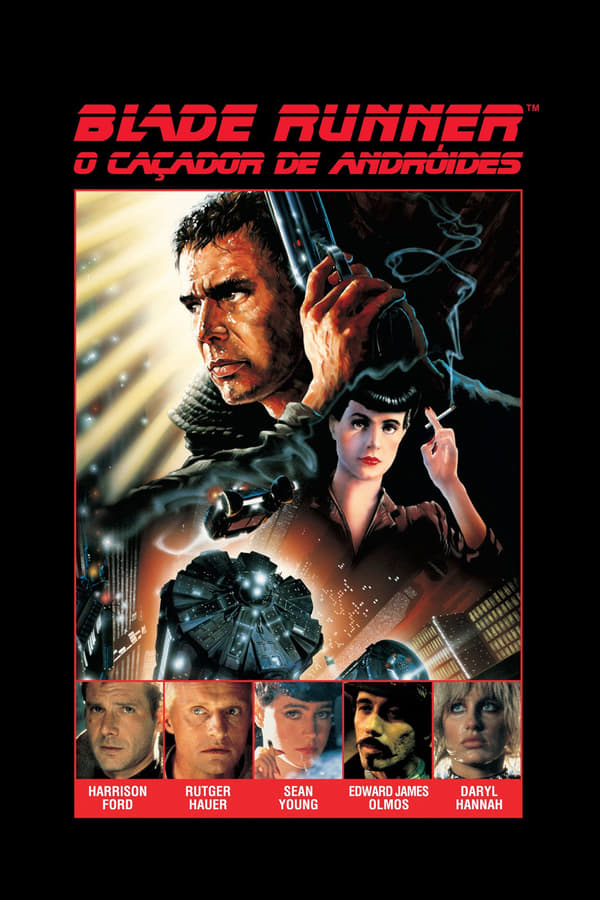 BLADE RUNNER™
O CAÇADOR DE ANDRÓIDES
HARRISON
FORD
RUTGER
HAUER
SEAN
YOUNG
EDWARD JAMES
OLMOS
DARYL
HANNAH